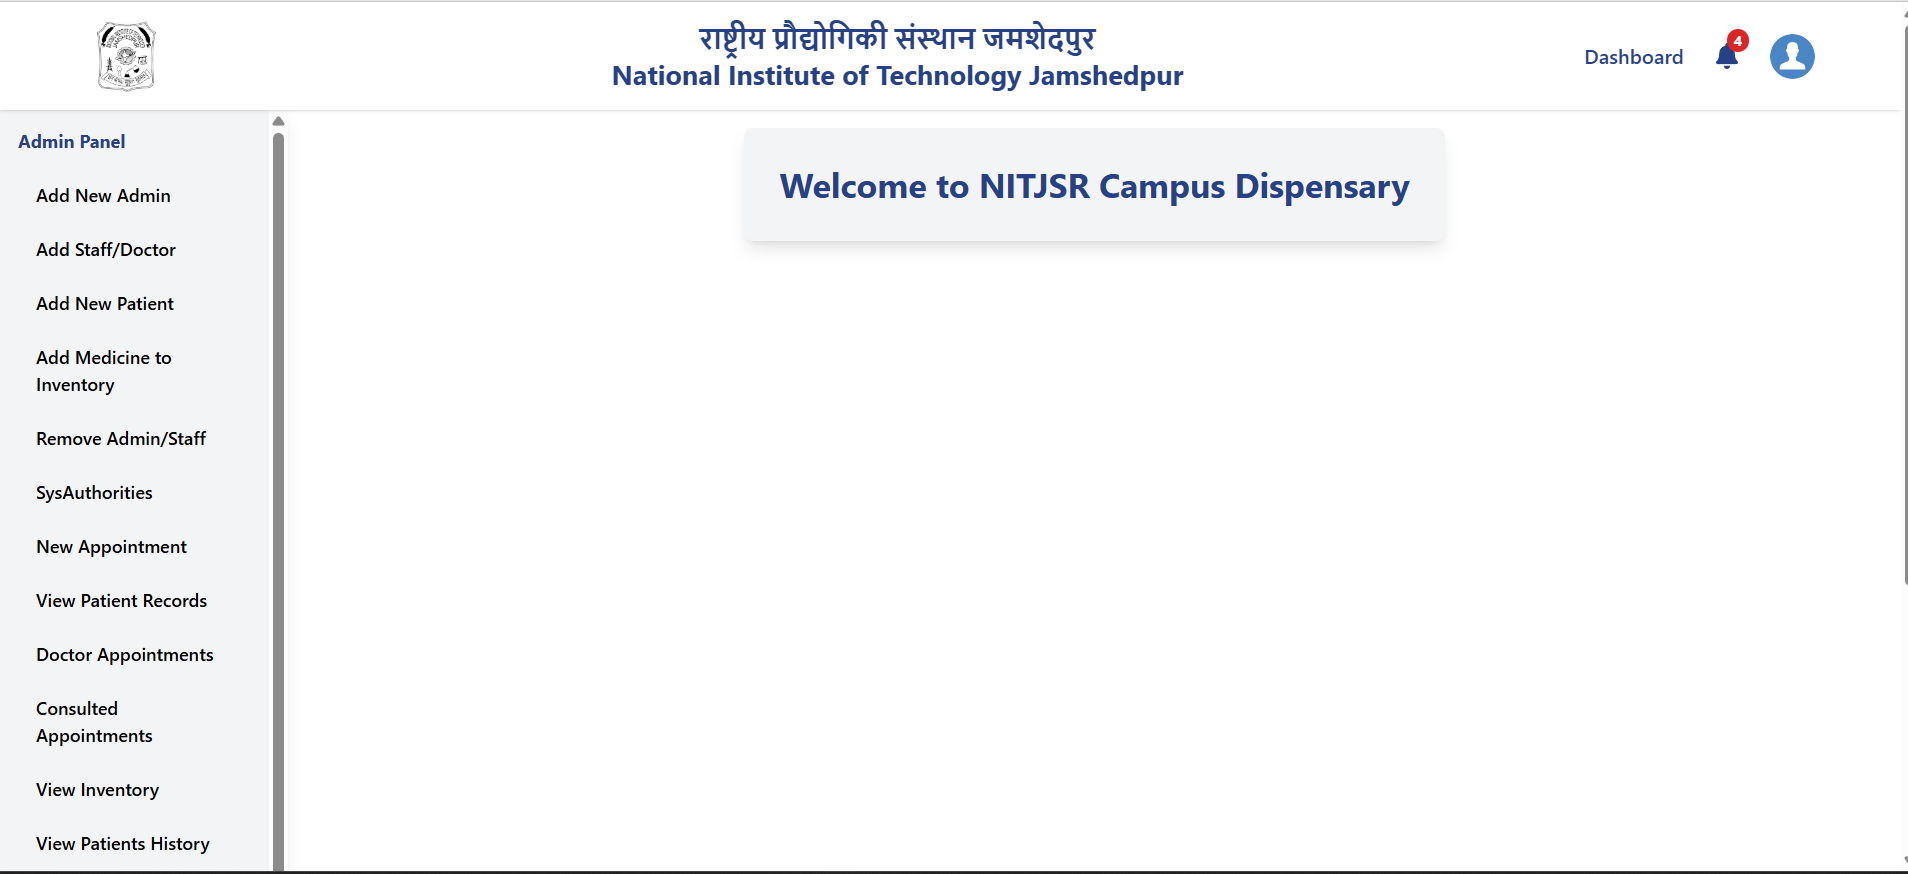 राष्ट्रीय प्रौद्योगिकी संस्थान जमशेदपुर
National Institute of Technology Jamshedpur
Dashboard
4
Admin Panel
Add New Admin
Add Staff/Doctor
Add New Patient
Add Medicine to
Inventory
Remove Admin/Staff
SysAuthorities
New Appointment
View Patient Records
Doctor Appointments
Consulted
Appointments
View Inventory
View Patients History
Welcome to NITJSR Campus Dispensary